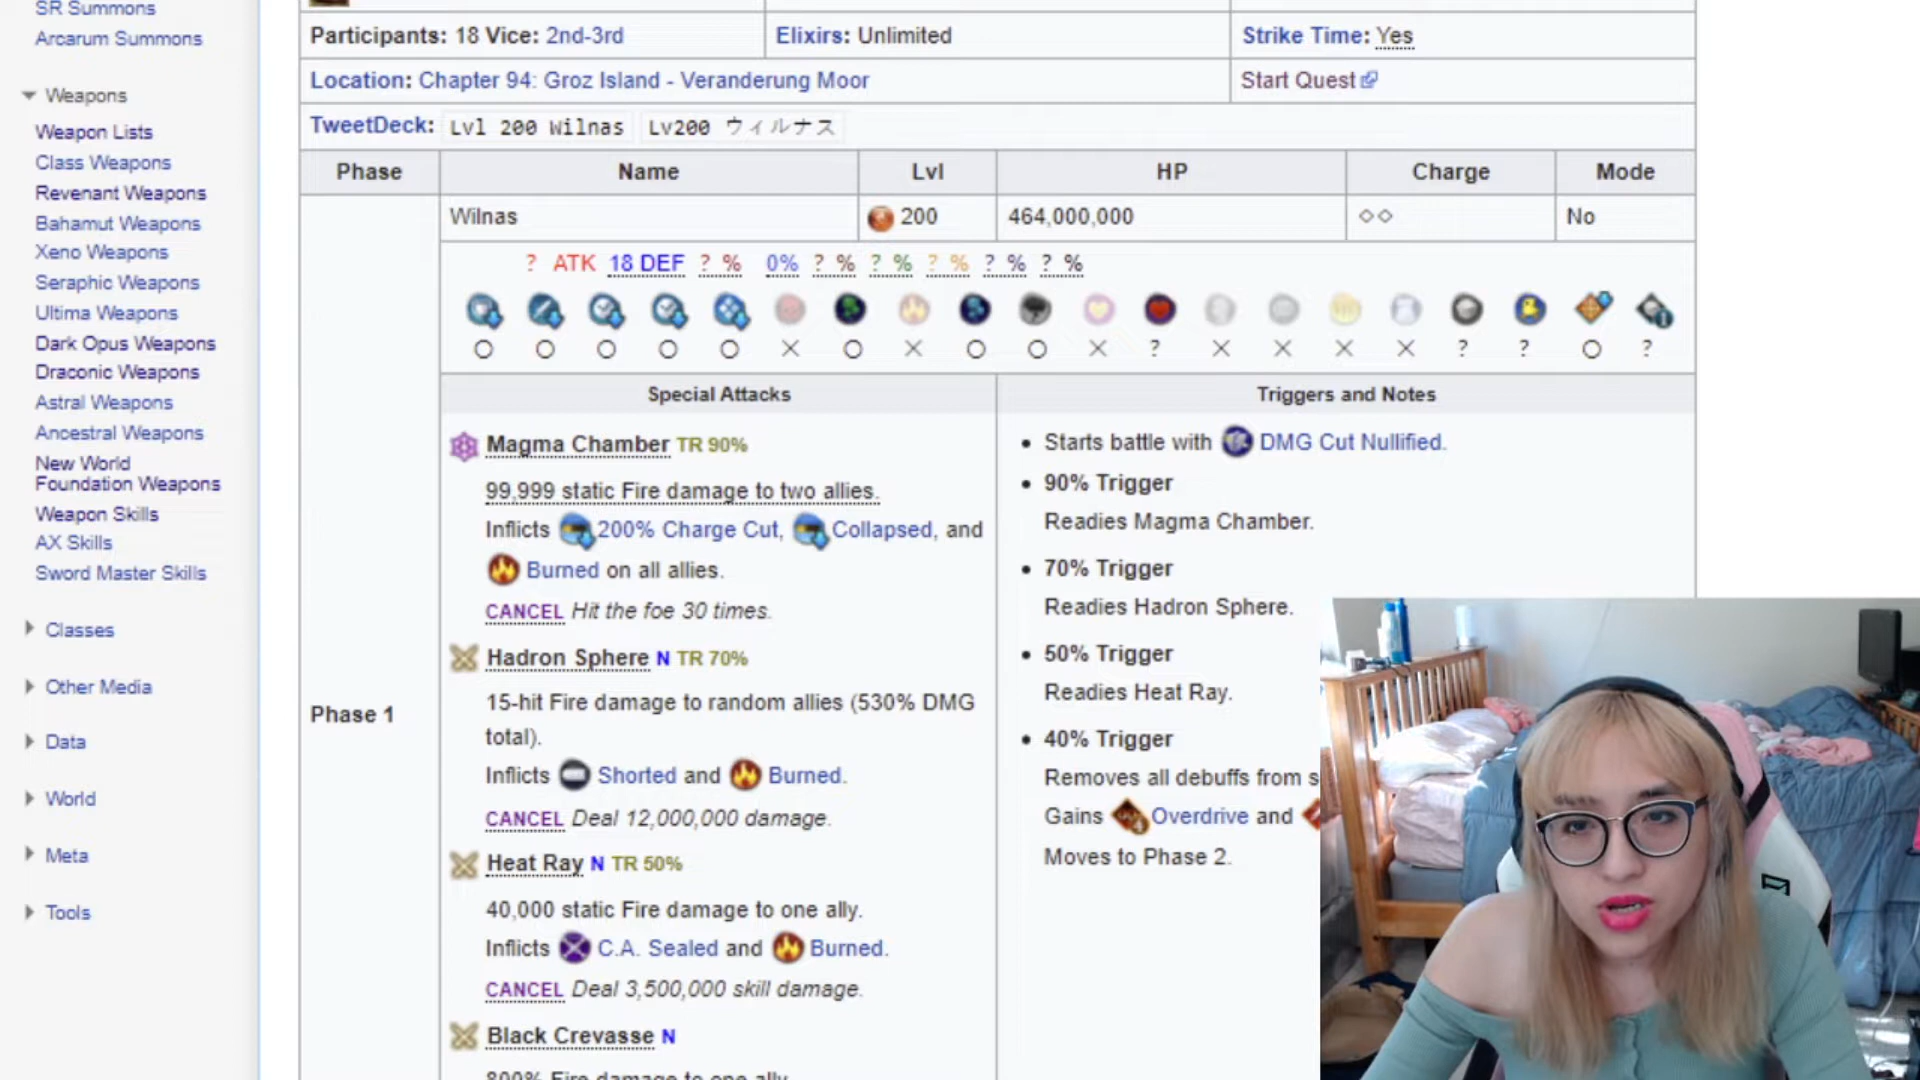 SR Summons
Arcarum Summons
Weapons
Weapon Lists
Class Weapons
Revenant Weapons
Bahamut Weapons
Xeno Weapons
Seraphic Weapons
Ultima Weapons
Dark Opus Weapons
Draconic Weapons
Astral Weapons
Ancestral Weapons
New World
Foundation Weapons
Weapon Skills
AX Skills
Sword Master Skills
Classes
Other Media
Data
World
Meta
Tools
Participants: 18 Vice: 2nd-3rd
Elixirs: Unlimited
Strike Time: Yes
Location: Chapter 94: Groz Island - Veranderung Moor
Start Quest
TweetDeck: Lvl 200 Wilnas Lv200 ウィルナス
Phase Name Lvl HP Charge Mode
Wilnas 200 464,000,000 ◇◇ No
? ATK 18 DEF ? % 0% ? % ? % ? % ? % ? %
○ ○ ○ ○ ○ × ○ × ○ ○ × ? × × × × ? ? ○ ?
Phase 1
Special Attacks
Magma Chamber TR 90%
99,999 static Fire damage to two allies.
Inflicts 200% Charge Cut, Collapsed, and
Burned on all allies.
CANCEL Hit the foe 30 times.
Hadron Sphere N TR 70%
15-hit Fire damage to random allies (530% DMG
total).
Inflicts Shorted and Burned.
CANCEL Deal 12,000,000 damage.
Heat Ray N TR 50%
40,000 static Fire damage to one ally.
Inflicts C.A. Sealed and Burned.
CANCEL Deal 3,500,000 skill damage.
Black Crevasse N
800% Fire damage to one ally
Triggers and Notes
Starts battle with DMG Cut Nullified.
90% Trigger
Readies Magma Chamber.
70% Trigger
Readies Hadron Sphere.
50% Trigger
Readies Heat Ray.
40% Trigger
Removes all debuffs from s
Gains Overdrive and
Moves to Phase 2.